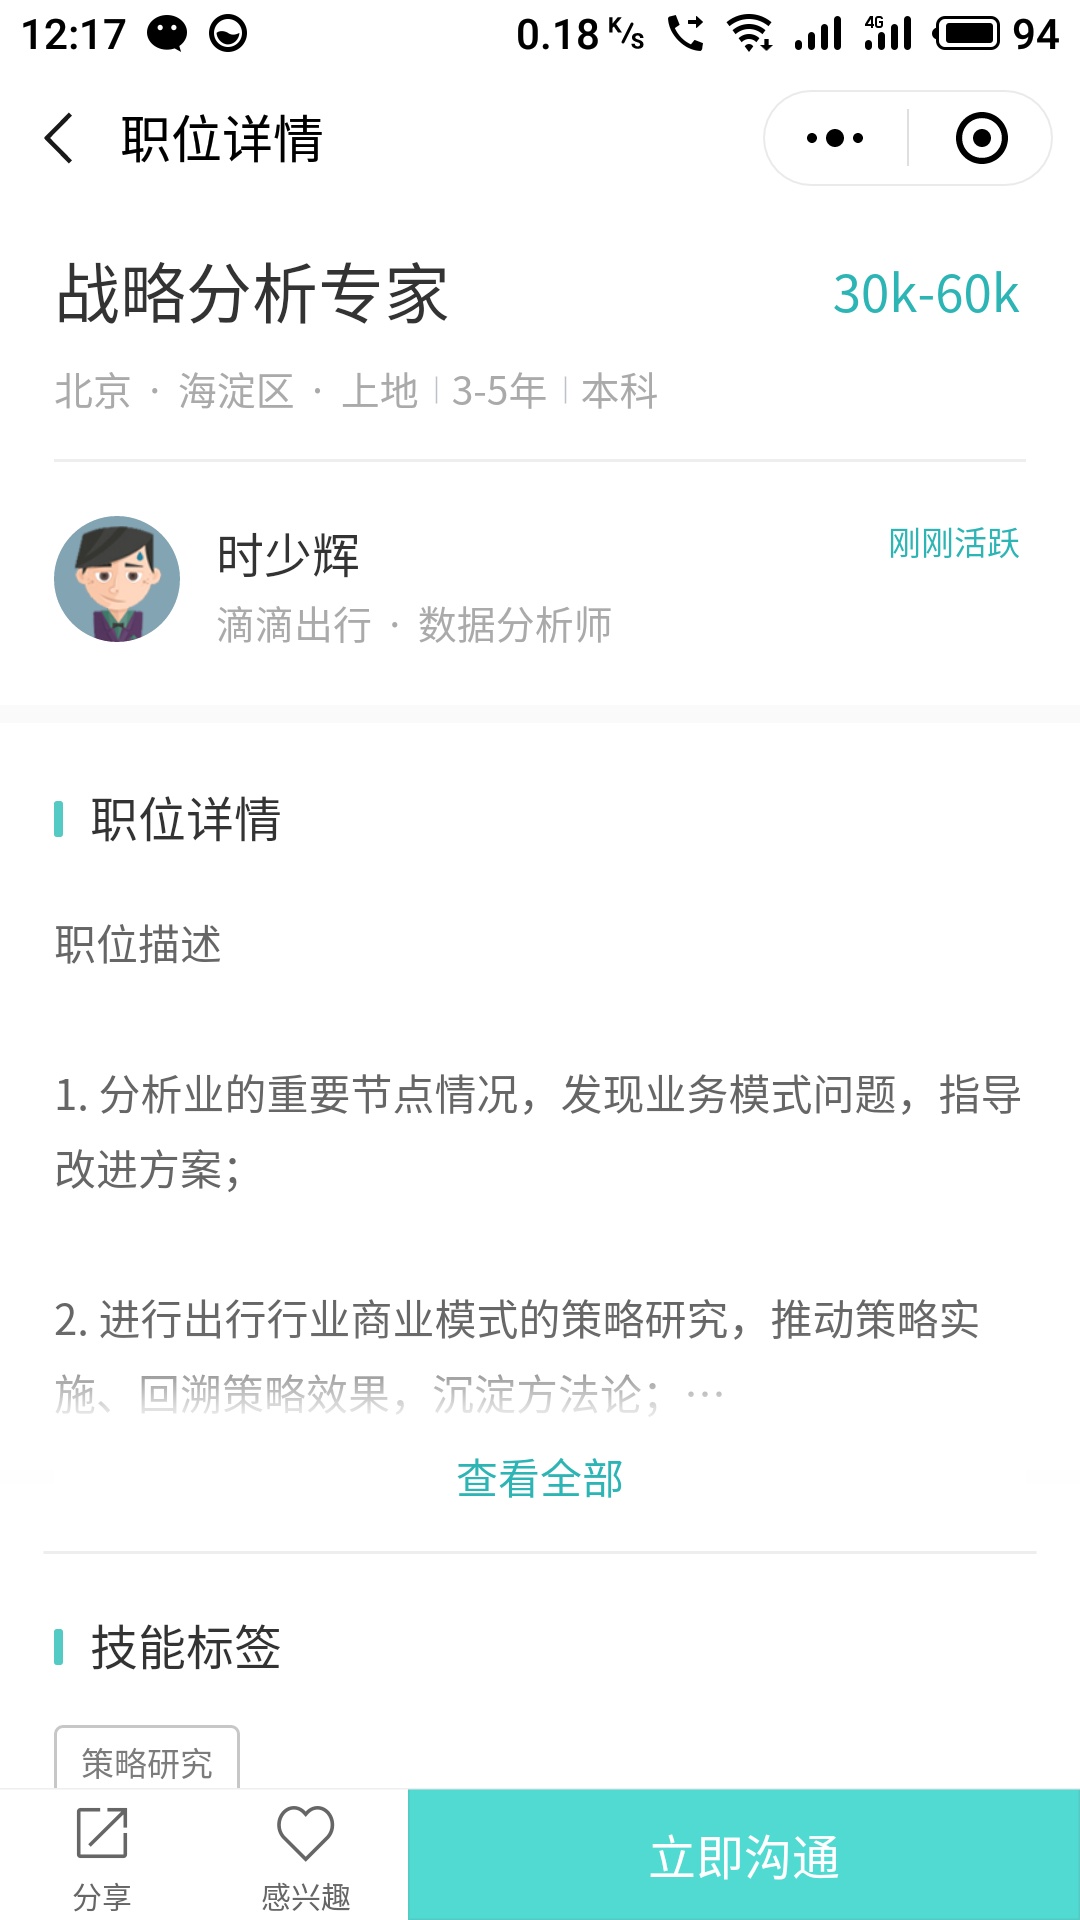 12:17 0.18 K/s 4G 94
职位详情
战略分析专家 30k-60k
北京 · 海淀区 · 上地 3-5年 本科
时少辉 刚刚活跃
滴滴出行 · 数据分析师
职位详情
职位描述
1. 分析业的重要节点情况，发现业务模式问题，指导
改进方案；
2. 进行出行行业商业模式的策略研究，推动策略实
施、回溯策略效果，沉淀方法论；…
查看全部
技能标签
策略研究
分享 感兴趣 立即沟通